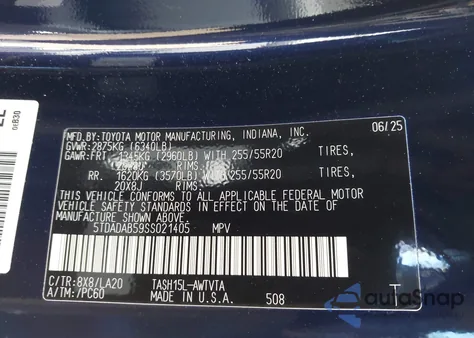 MFD.BY:TOYOTA MOTOR MANUFACTURING, INDIANA, INC.
GVWR:2875KG (6340LB) 06/25
GAWR:FRT. 1345KG (2960LB) WITH 255/55R20 TIRES,
20X8J RIMS
RR. 1620KG (3570LB) WITH 255/55R20 TIRES,
20X8J RIMS
THIS VEHICLE CONFORMS TO ALL APPLICABLE FEDERAL MOTOR
VEHICLE SAFETY STANDARDS IN EFFECT ON THE DATE OF
MANUFACTURE SHOWN ABOVE.
5TDADAB59SS021405 MPV
C/TR:8X8/LA20 TASH15L-AWTVTA
A/TM:/PC60 MADE IN U.S.A. 508 T
01B30
autoSnap